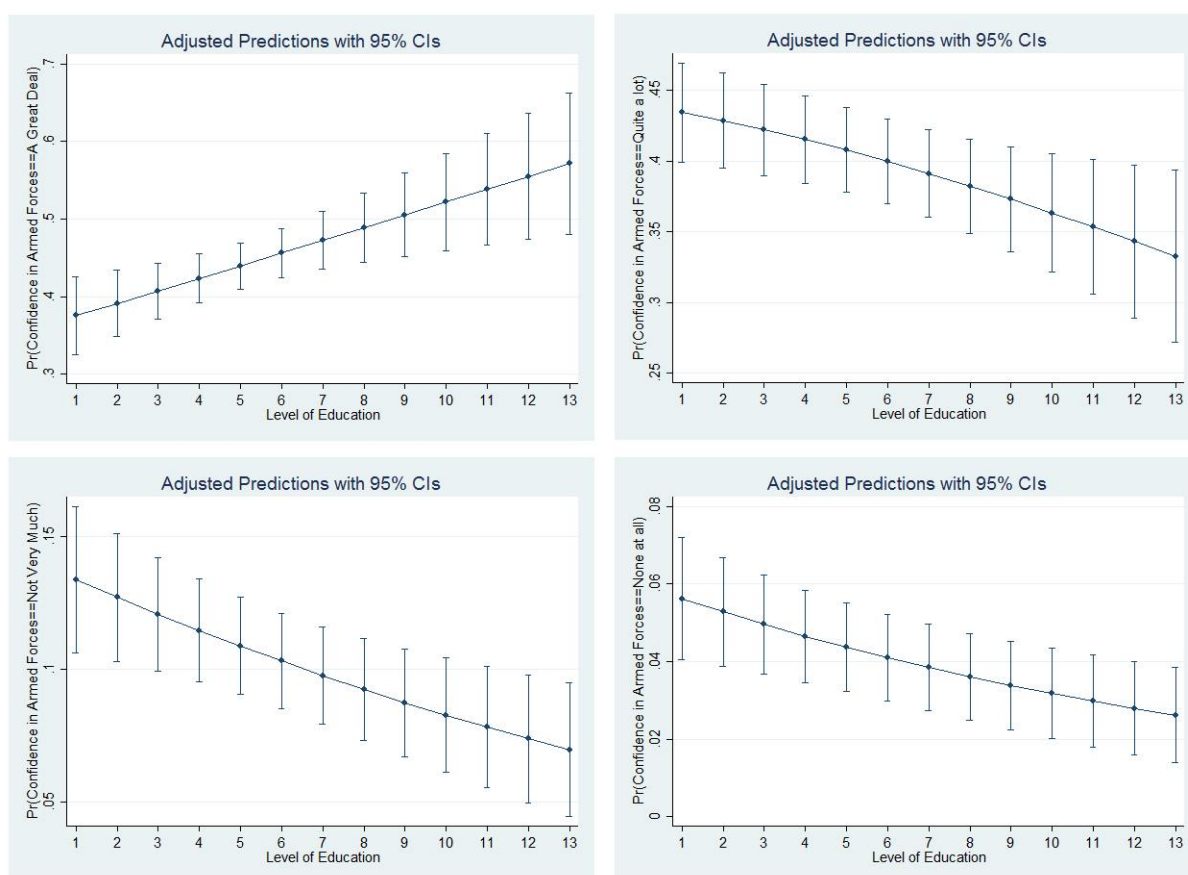 Adjusted Predictions with 95% CIs
Pr(Confidence in Armed Forces==A Great Deal)
.7
.6
.5
.4
.3
1 2 3 4 5 6 7 8 9 10 11 12 13
Level of Education
Adjusted Predictions with 95% CIs
Pr(Confidence in Armed Forces==Quite a lot)
.45
.4
.35
.3
.25
1 2 3 4 5 6 7 8 9 10 11 12 13
Level of Education
Adjusted Predictions with 95% CIs
Pr(Confidence in Armed Forces==Not Very Much)
.15
.1
.05
1 2 3 4 5 6 7 8 9 10 11 12 13
Level of Education
Adjusted Predictions with 95% CIs
Pr(Confidence in Armed Forces==None at all)
.08
.06
.04
.02
0
1 2 3 4 5 6 7 8 9 10 11 12 13
Level of Education